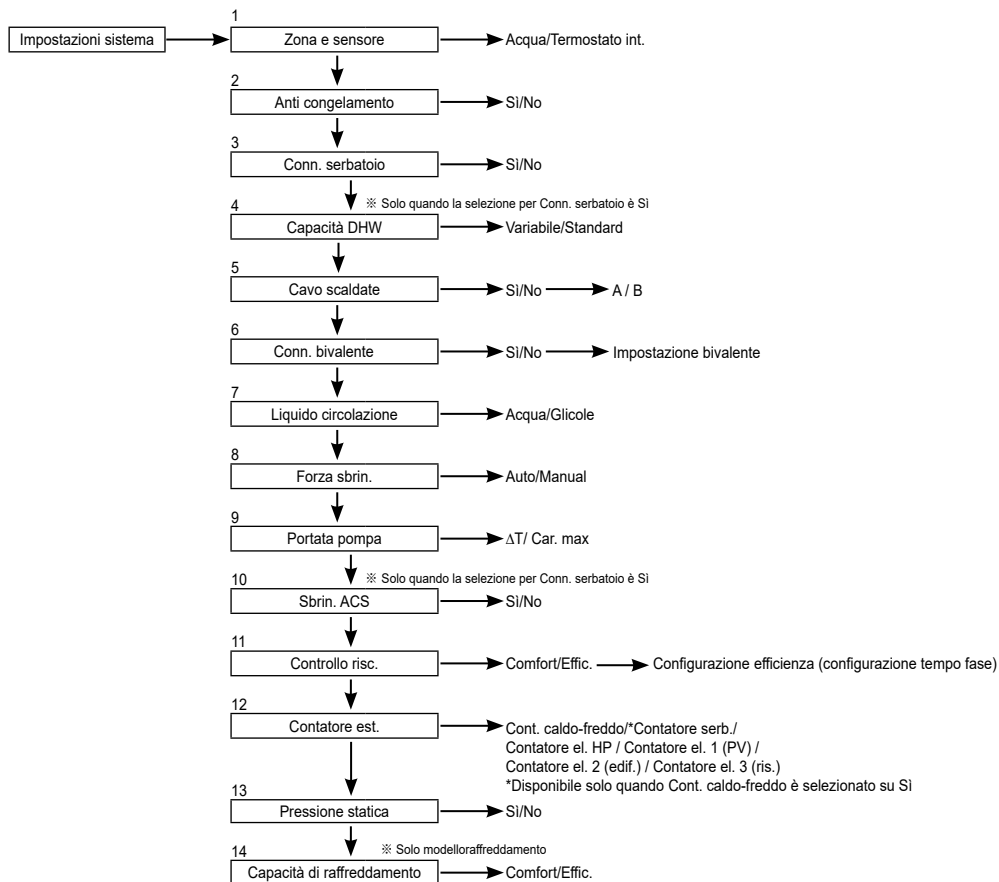 1
Impostazioni sistema
Zona e sensore
Acqua/Termostato int.
2
Anti congelamento
Sì/No
3
Conn. serbatoio
Sì/No
※ Solo quando la selezione per Conn. serbatoio è Sì
4
Capacità DHW
Variabile/Standard
5
Cavo scaldate
Sì/No
A / B
6
Conn. bivalente
Sì/No
Impostazione bivalente
7
Liquido circolazione
Acqua/Glicole
8
Forza sbrin.
Auto/Manual
9
Portata pompa
ΔT/ Car. max
※ Solo quando la selezione per Conn. serbatoio è Sì
10
Sbrin. ACS
Sì/No
11
Controllo risc.
Comfort/Effic.
Configurazione efficienza (configurazione tempo fase)
12
Contatore est.
Cont. caldo-freddo/*Contatore serb./
Contatore el. HP / Contatore el. 1 (PV) /
Contatore el. 2 (edif.) / Contatore el. 3 (ris.)
*Disponibile solo quando Cont. caldo-freddo è selezionato su Sì
13
Pressione statica
Sì/No
※ Solo modelloraffreddamento
14
Capacità di raffreddamento
Comfort/Effic.